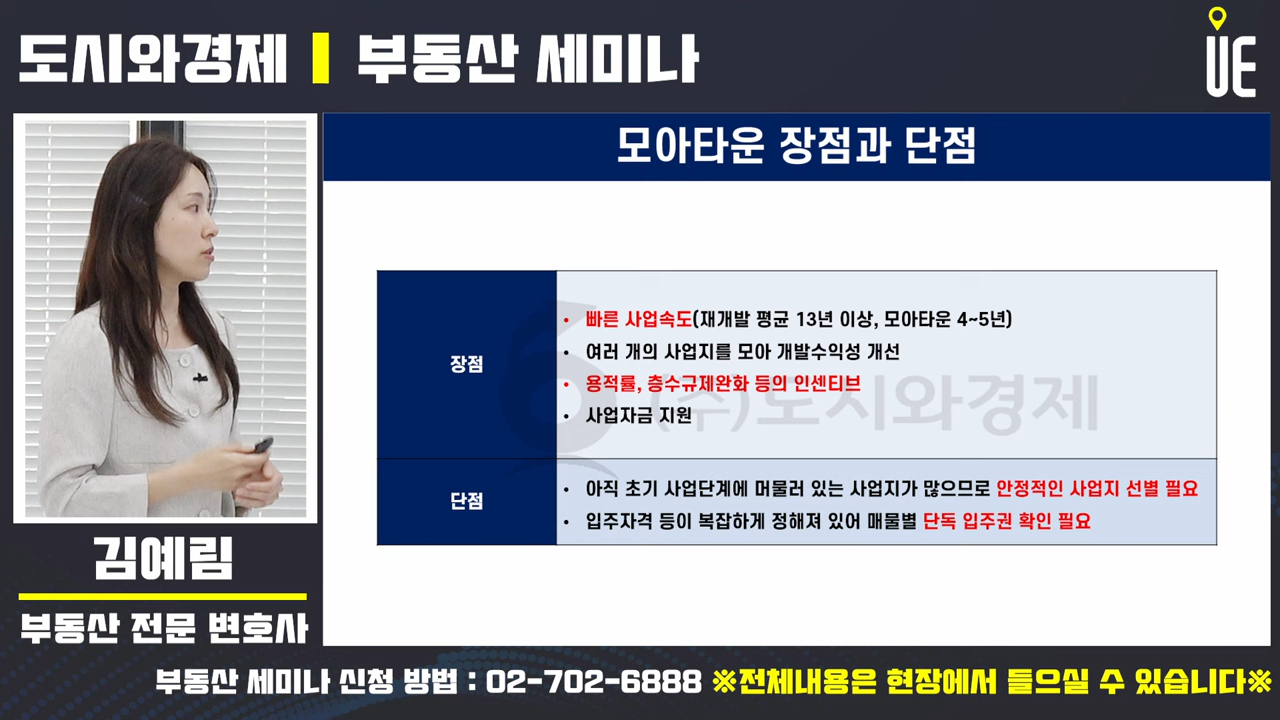 도시와경제 | 부동산 세미나
UE
모아타운 장점과 단점
장점
• 빠른 사업속도(재개발 평균 13년 이상, 모아타운 4~5년)
• 여러 개의 사업지를 모아 개발수익성 개선
• 용적률, 층수규제완화 등의 인센티브
• 사업자금 지원
(주)도시와경제
단점
• 아직 초기 사업단계에 머물러 있는 사업지가 많으므로 안정적인 사업지 선별 필요
• 입주자격 등이 복잡하게 정해져 있어 매물별 단독 입주권 확인 필요
김예림
부동산 전문 변호사
부동산 세미나 신청 방법 : 02-702-6888 ※전체내용은 현장에서 들으실 수 있습니다※